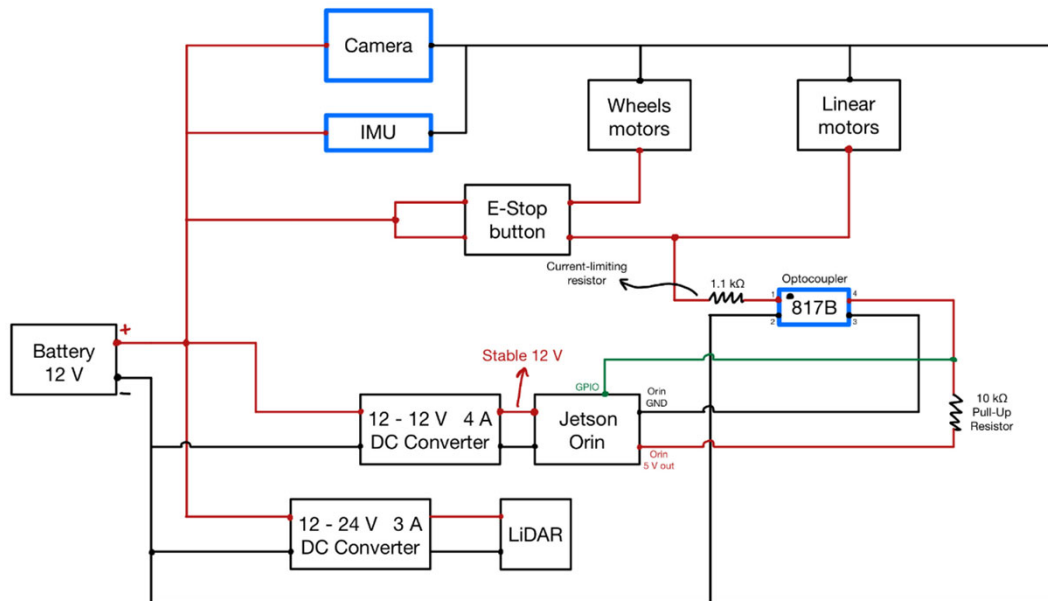 Camera
IMU
Wheels
motors
Linear
motors
E-Stop
button
Current-limiting
resistor
1.1 kΩ
Optocoupler
1
2
817B
4
3
Battery
12 V
+
−
Stable 12 V
GPIO
12 - 12 V 4 A
DC Converter
Jetson
Orin
Orin
GND
Orin
5 V out
10 kΩ
Pull-Up
Resistor
12 - 24 V 3 A
DC Converter
LiDAR